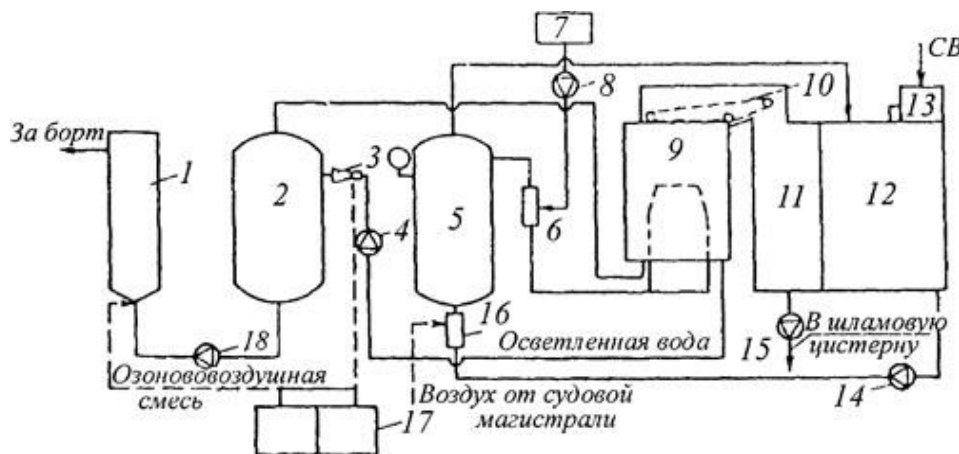 7
СВ
8
10
13
За борт
1
3
9
2
5
11
12
4
6
16
Осветленная вода
15
В шламовую
цистерну
18
14
Озонововоздушная
смесь
Воздух от судовой
магистрали
17